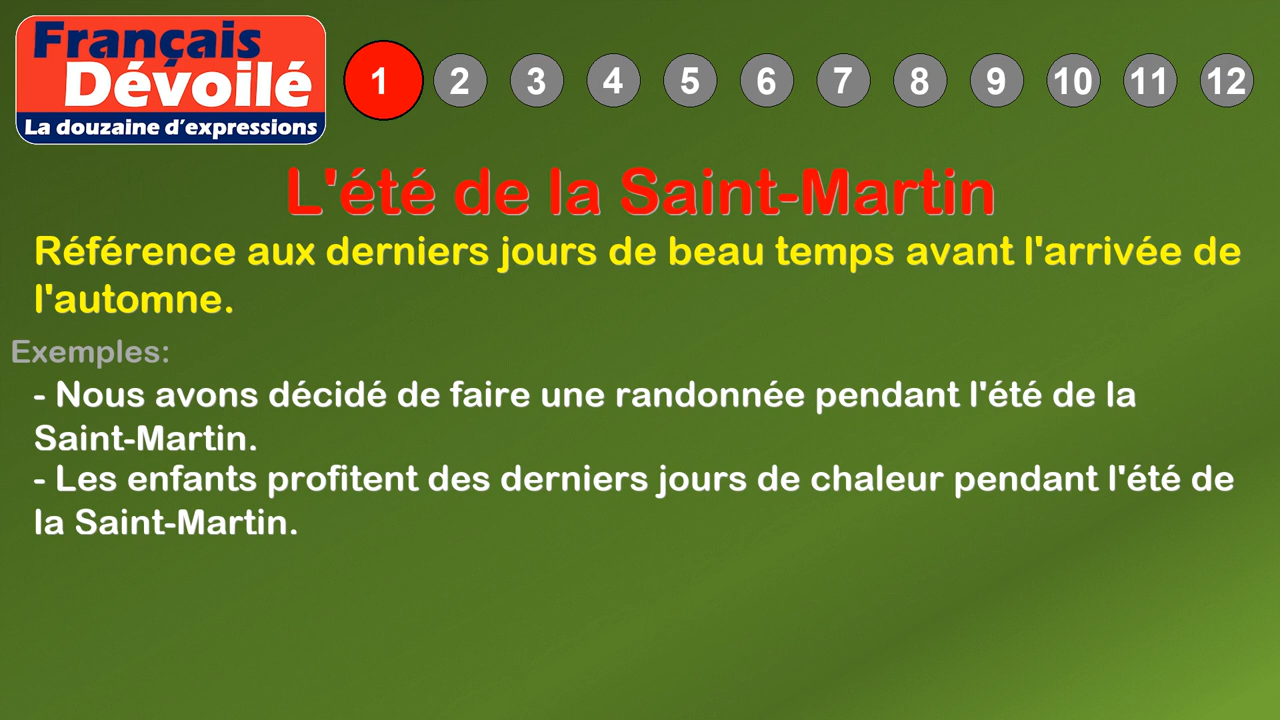 Français
Dévoilé
La douzaine d'expressions
1 2 3 4 5 6 7 8 9 10 11 12
L'été de la Saint-Martin
Référence aux derniers jours de beau temps avant l'arrivée de
l'automne.
Exemples:
- Nous avons décidé de faire une randonnée pendant l'été de la
Saint-Martin.
- Les enfants profitent des derniers jours de chaleur pendant l'été de
la Saint-Martin.